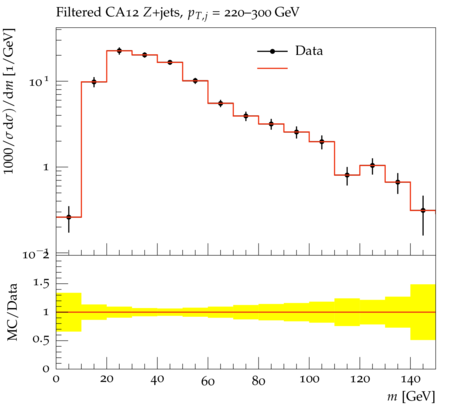 Filtered CA12 Z+jets, p_{T,j} = 220–300 GeV
1000/σ dσ)/dm [1/GeV]
Data
10^1
1
10^{-1}
MC/Data
2
1.5
1
0.5
0
0 20 40 60 80 100 120 140
m [GeV]